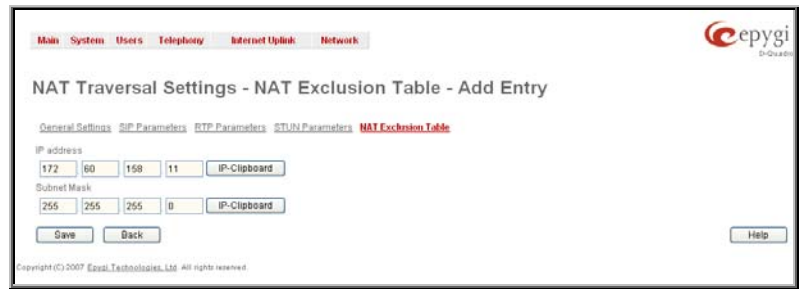 epygi
D-Quadro
Main System Users Telephony Internet Uplink Network
NAT Traversal Settings - NAT Exclusion Table - Add Entry
General Settings SIP Parameters RTP Parameters STUN Parameters NAT Exclusion Table
IP address
172 60 158 11 IP-Clipboard
Subnet Mask
255 255 255 0 IP-Clipboard
Save Back Help
Copyright (C) 2007 Epygi Technologies, Ltd. All rights reserved.